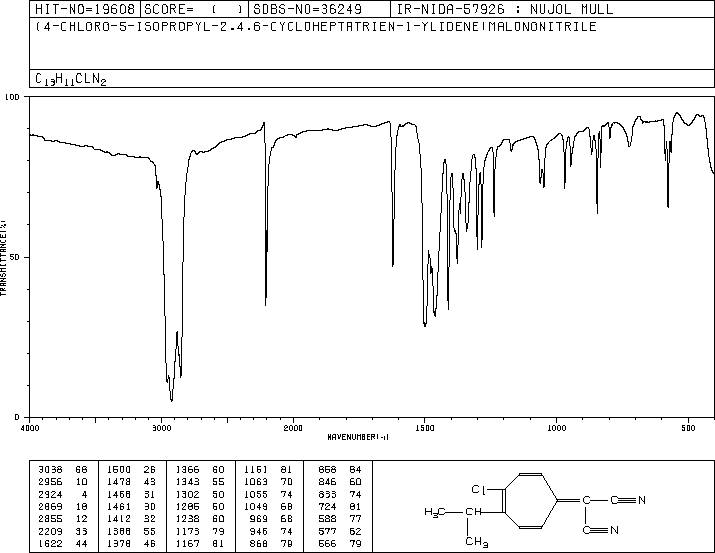 HIT-NO=19608 SCORE= ( ) SDBS-NO=36249 IR-NIDA-57926 : NUJOL MULL
(4-CHLORO-5-ISOPROPYL-2.4.6-CYCLOHEPTATRIEN-1-YLIDENE)MALONONITRILE
C13H11CLN2
100
50
0
TRANSMITTANCE(%)
4000 3000 2000 1500 1000 500
WAVENUMBER(-1)
3038 68 1500 26 1366 60 1161 81 858 84
2956 10 1478 43 1343 55 1063 70 846 60
2924 4 1468 31 1302 50 1055 74 833 74
2869 18 1461 30 1286 60 1049 68 724 81
2855 12 1412 32 1238 60 969 68 588 77
2209 33 1388 55 1173 79 946 74 577 62
1622 44 1378 46 1167 81 868 79 566 79
Cl
C≡N
H3C CH
C≡N
CH3